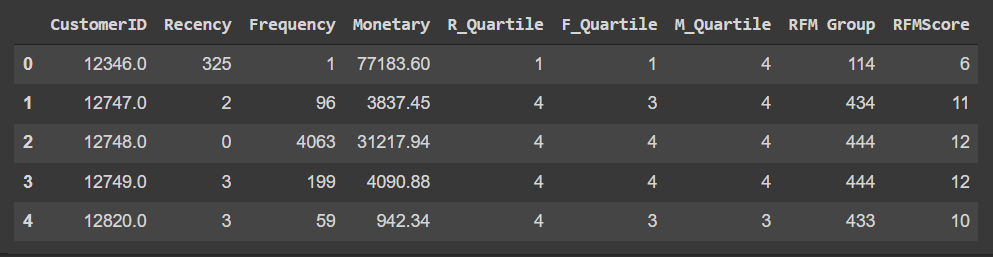 CustomerID Recency Frequency Monetary R_Quartile F_Quartile M_Quartile RFM Group RFMScore
0 12346.0 325 1 77183.60 1 1 4 114 6
1 12747.0 2 96 3837.45 4 3 4 434 11
2 12748.0 0 4063 31217.94 4 4 4 444 12
3 12749.0 3 199 4090.88 4 4 4 444 12
4 12820.0 3 59 942.34 4 3 3 433 10